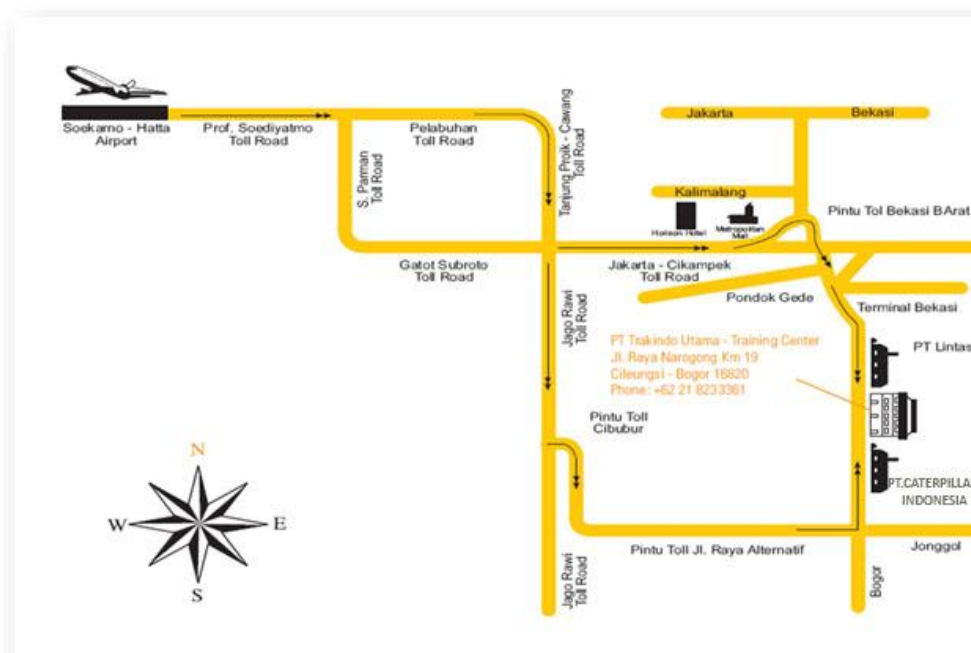 Jakarta
Bekasi
Soekarno - Hatta
Airport
Prof. Soediyatmo
Toll Road
Pelabuhan
Toll Road
Tanjung Proik - Cawang
Toll Road
S. Parman
Toll Road
Kalimalang
Horison Hotel
Metropolitan
Mall
Pintu Tol Bekasi BArat
Gatot Subroto
Toll Road
Jakarta - Cikampek
Toll Road
Pondok Gede
Terminal Bekasi
Jago Rawi
Toll Road
PT Trakindo Utama - Training Center
Jl. Raya Narogong Km 19
Cileungsi - Bogor 16820
Phone: +62 21 8233361
PT Lintas
Pintu Toll
Cibubur
N
W
E
S
PT.CATERPILLA
INDONESIA
Pintu Toll Jl. Raya Alternatif
Jonggol
Jago Rawi
Toll Road
Bogor